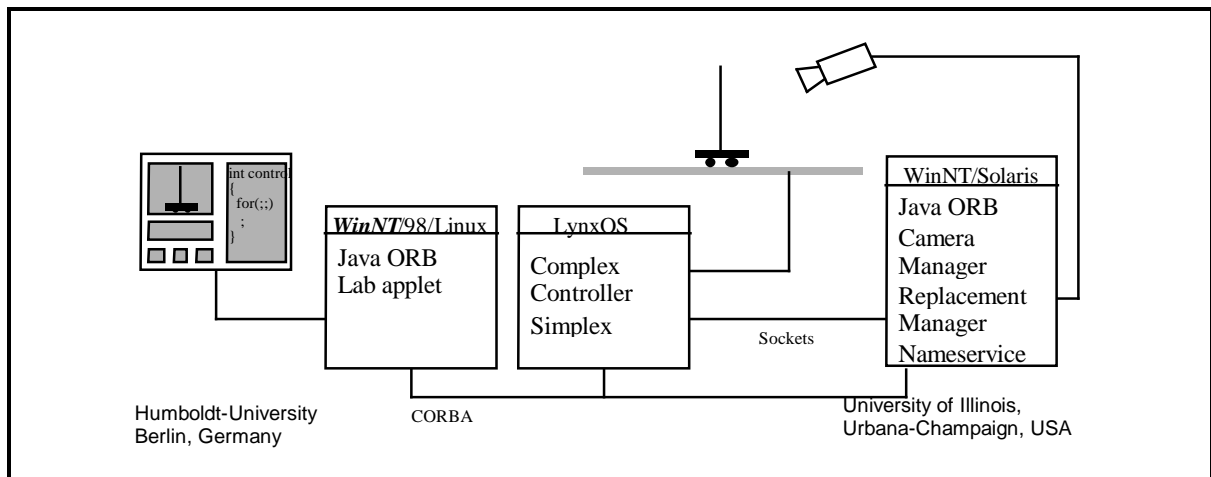 int control
{
for(;;)
;
}
WinNT/98/Linux
Java ORB
Lab applet
LynxOS
Complex
Controller
Simplex
WinNT/Solaris
Java ORB
Camera
Manager
Replacement
Manager
Nameservice
Sockets
CORBA
Humboldt-University
Berlin, Germany
University of Illinois,
Urbana-Champaign, USA